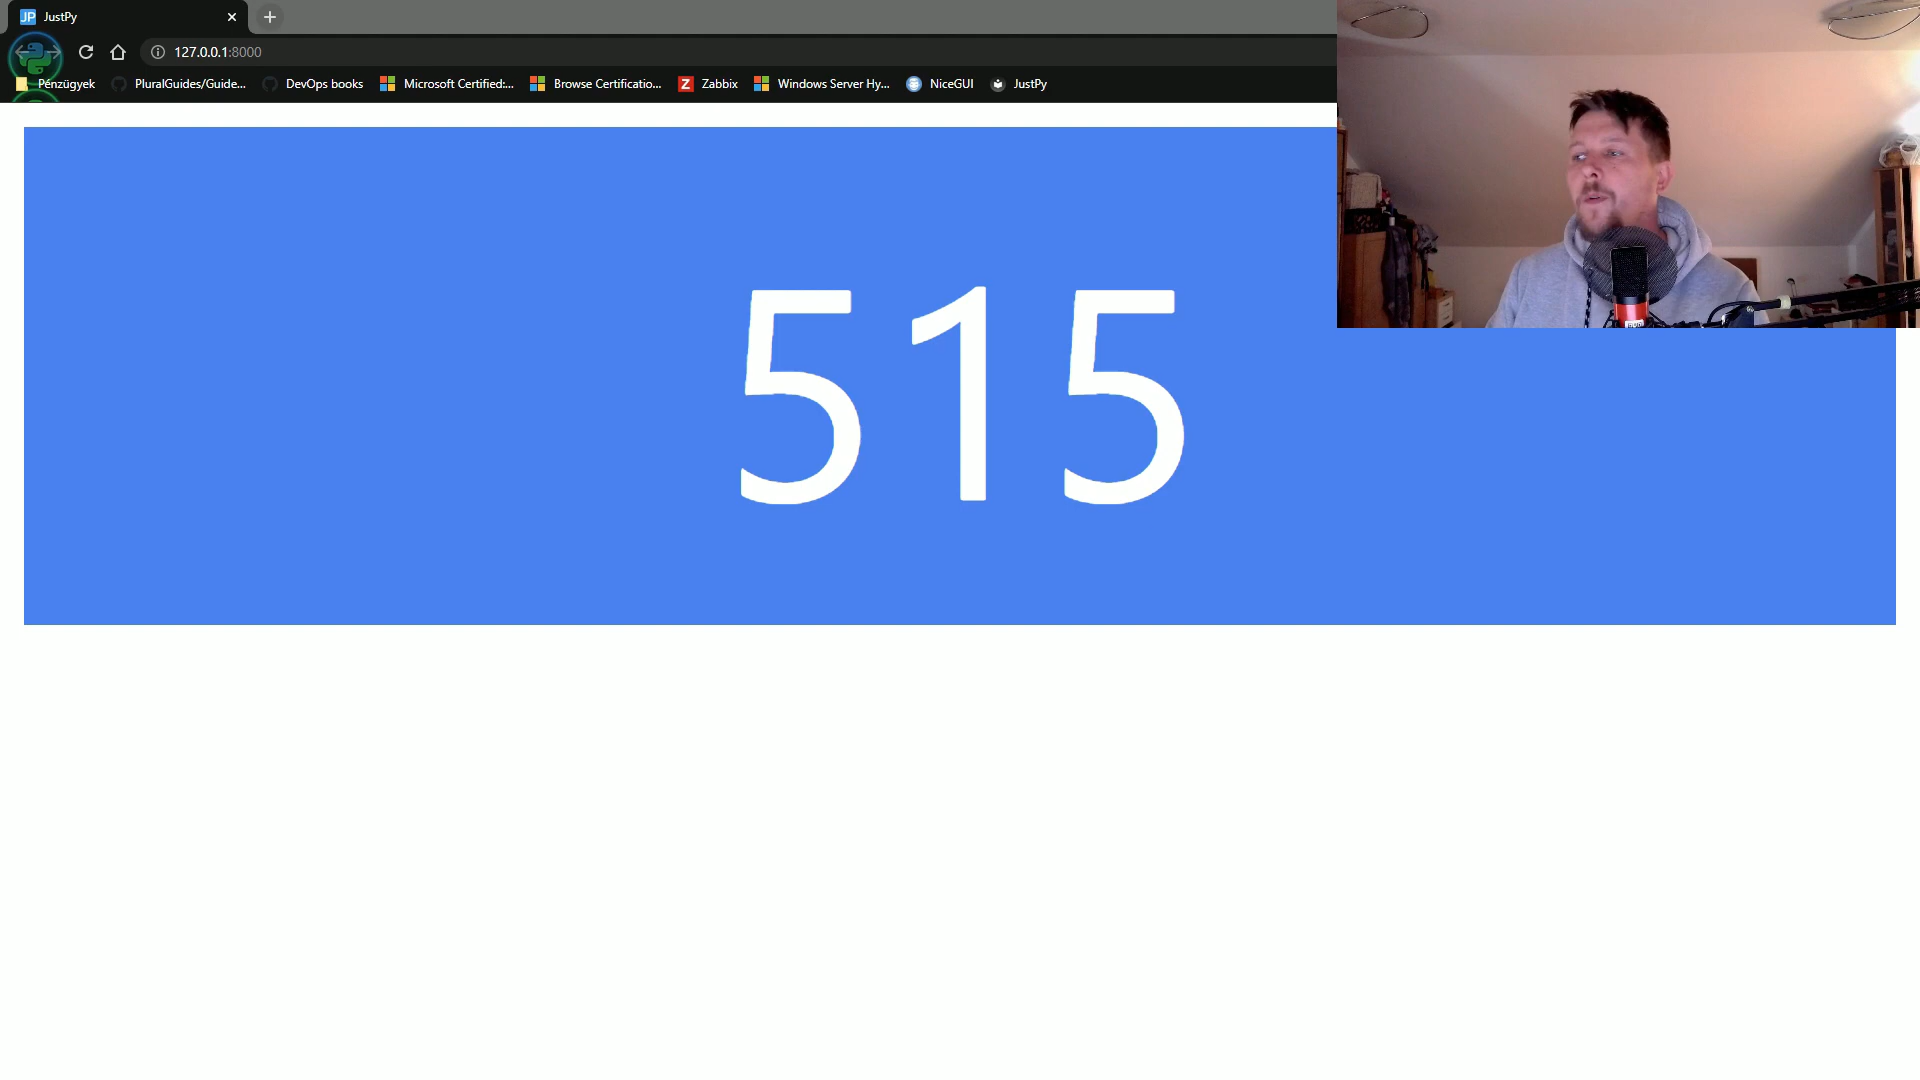 JP JustPy
127.0.0.1:8000
Pénzügyek PluralGuides/Guide... DevOps books Microsoft Certified:... Browse Certificatio... Z Zabbix Windows Server Hy... NiceGUI JustPy
515